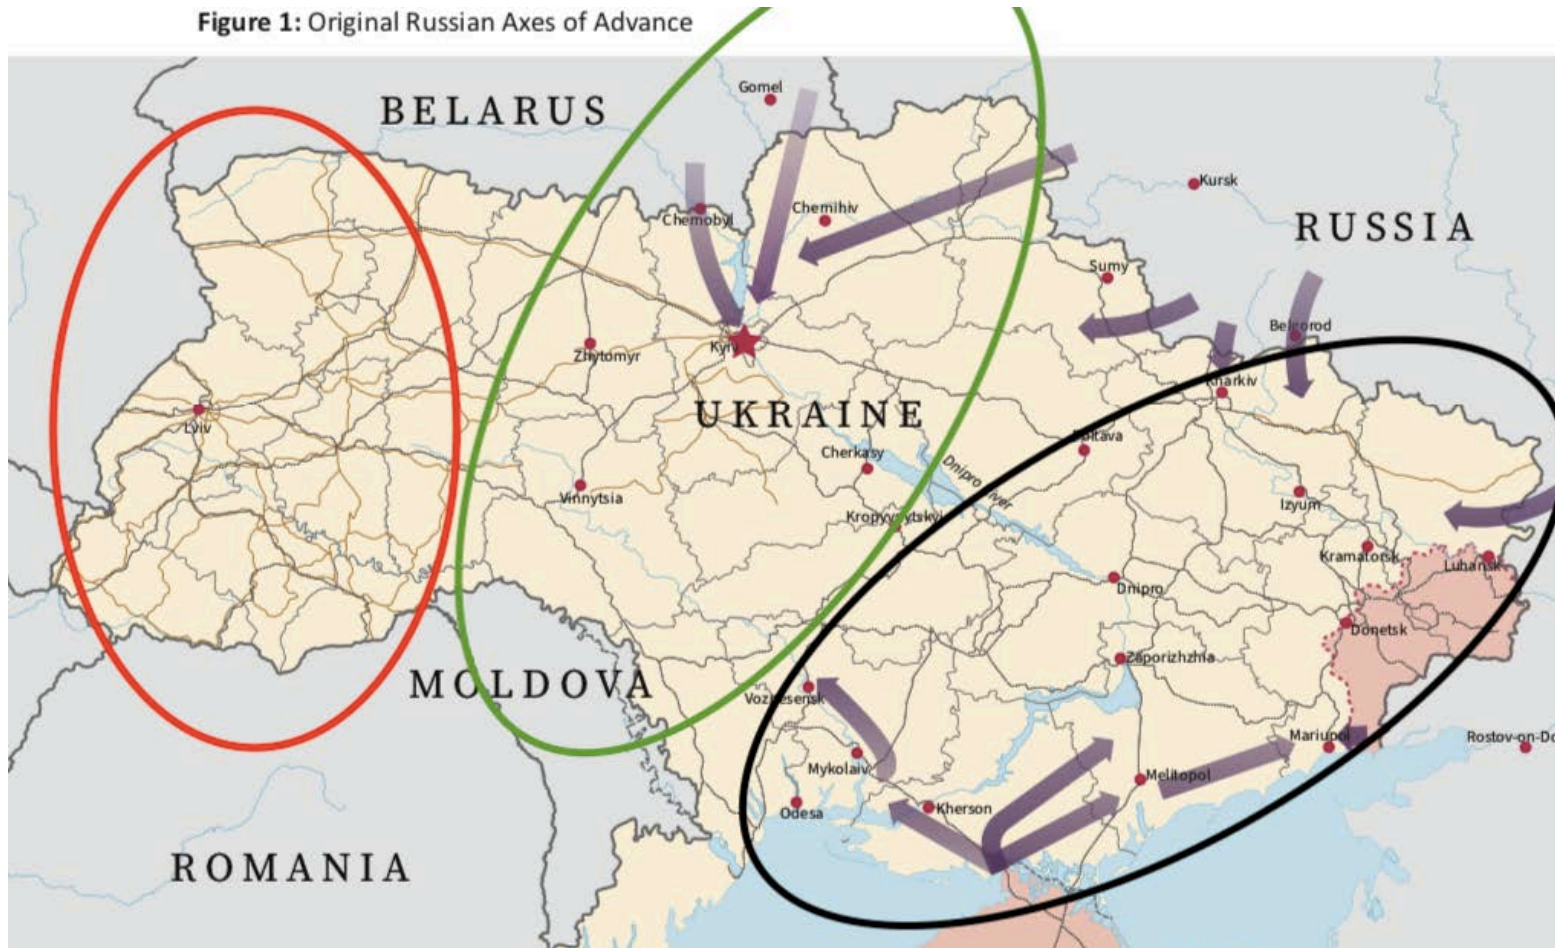 Figure 1: Original Russian Axes of Advance
Gomel
BELARUS
Kursk
Chernobyl
Chernihiv
RUSSIA
Sumy
Belgorod
Kyiv
Zhytomyr
Kharkiv
UKRAINE
Lviv
Poltava
Cherkasy
Dnipro River
Vinnytsia
Izyum
Kropyvnytskyi
Kramatorsk
Luhansk
Dnipro
Donetsk
Zaporizhzhia
MOLDOVA
Voznesensk
Mariupol
Rostov-on-Do
Mykolaiv
Melitopol
Odesa
Kherson
ROMANIA